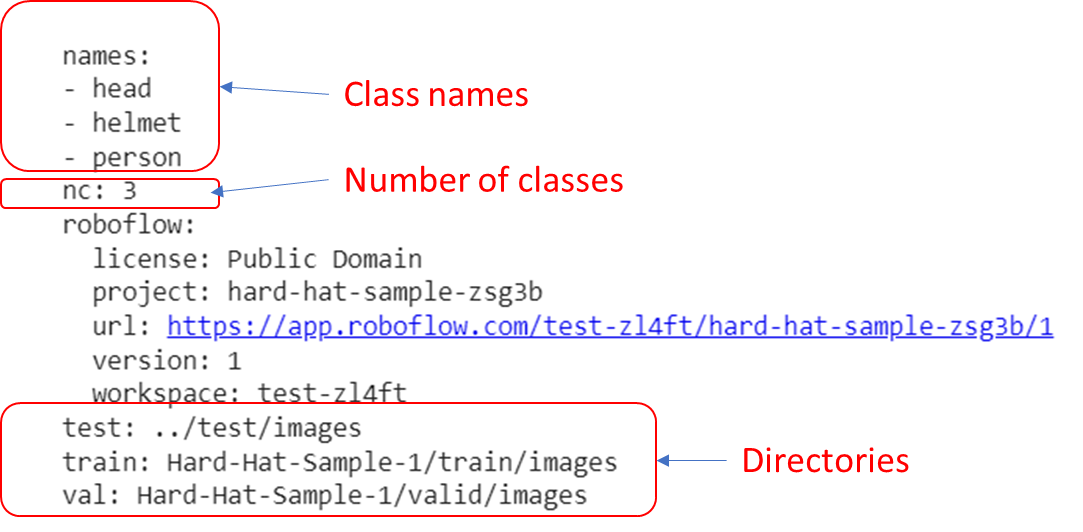 names:
- head
- helmet
- person
nc: 3
roboflow:
  license: Public Domain
  project: hard-hat-sample-zsg3b
  url: https://app.roboflow.com/test-zl4ft/hard-hat-sample-zsg3b/1
  version: 1
  workspace: test-zl4ft
test: ../test/images
train: Hard-Hat-Sample-1/train/images
val: Hard-Hat-Sample-1/valid/images
Class names
Number of classes
Directories